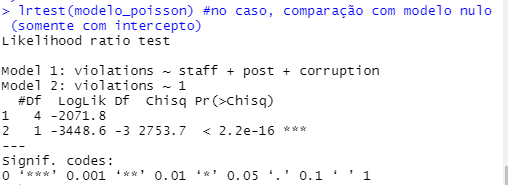 > lrtest(modelo_poisson) #no caso, comparação com modelo nulo
(somente com intercepto)
Likelihood ratio test

Model 1: violations ~ staff + post + corruption
Model 2: violations ~ 1
  #Df  LogLik Df  Chisq Pr(>Chisq)
1   4 -2071.8
2   1 -3448.6 -3 2753.7  < 2.2e-16 ***
---
Signif. codes:
0 ‘***’ 0.001 ‘**’ 0.01 ‘*’ 0.05 ‘.’ 0.1 ‘ ’ 1